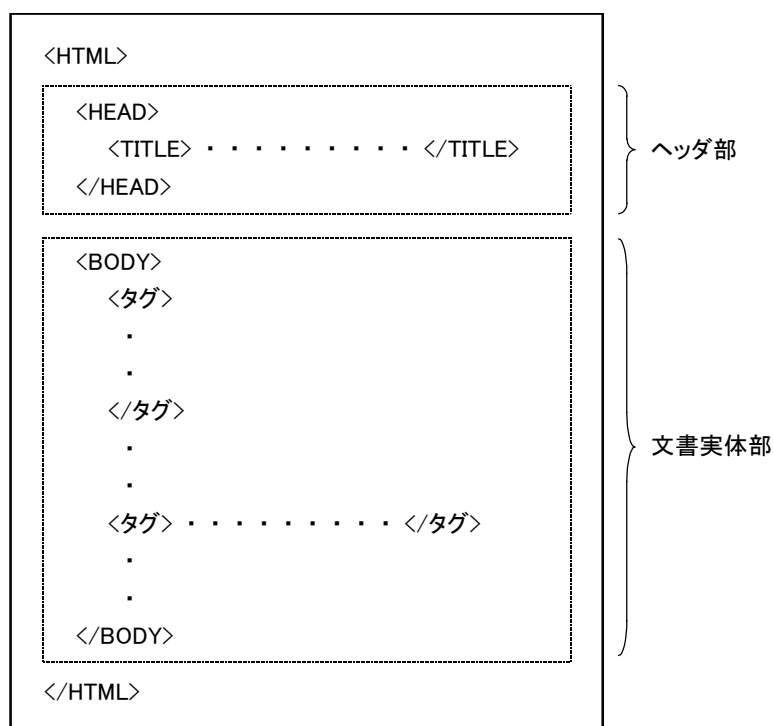 <HTML>
<HEAD>
<TITLE> ・ ・ ・ ・ ・ ・ ・ ・ ・ </TITLE>
</HEAD>
ヘッダ部
<BODY>
<タグ>
・
・
</タグ>
・
・
<タグ> ・ ・ ・ ・ ・ ・ ・ ・ ・ </タグ>
・
・
</BODY>
文書実体部
</HTML>